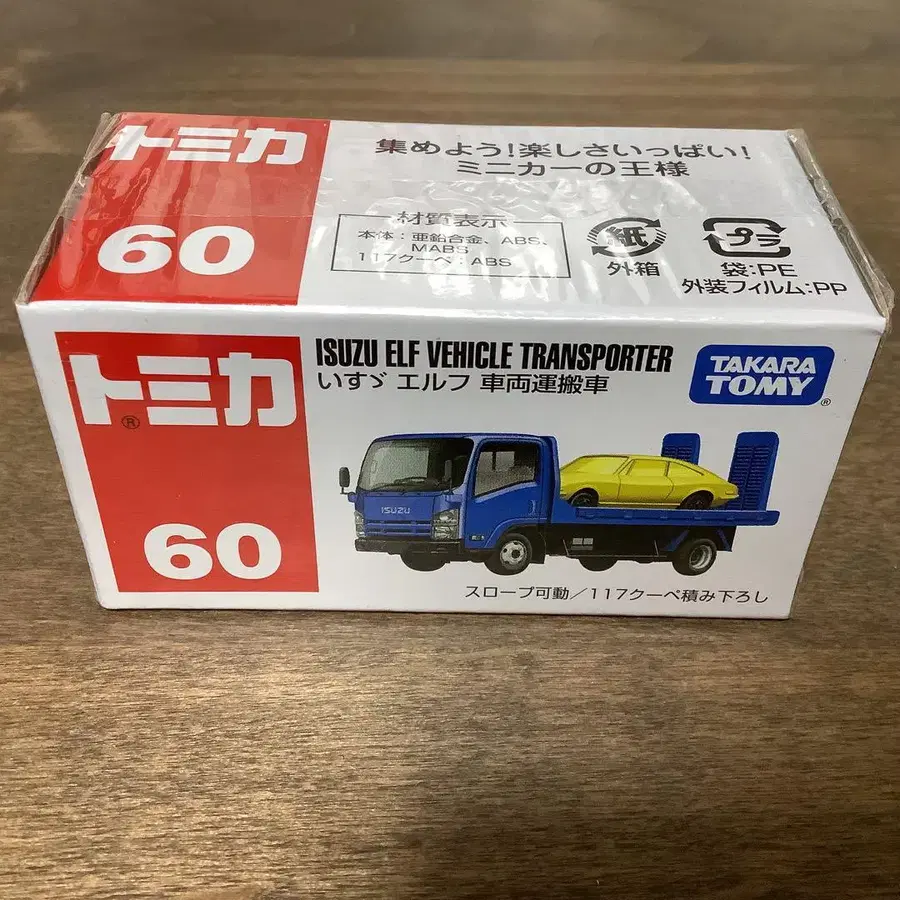 トミカ
60
集めよう!楽しさいっぱい!
ミニカーの王様
材質表示
本体:亜鉛合金、ABS、
MABS
117クーペ:ABS
紙
外箱
プラ
袋:PE
外装フィルム:PP
トミカ®
60
ISUZU ELF VEHICLE TRANSPORTER
いすゞ エルフ 車両運搬車
TAKARA
TOMY®
ISUZU
スロープ可動/117クーペ積み下ろし